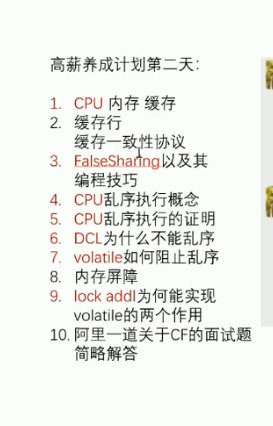 高薪养成计划第二天:
1. CPU 内存 缓存
2. 缓存行
缓存一致性协议
3. FalseSharing以及其
编程技巧
4. CPU乱序执行概念
5. CPU乱序执行的证明
6. DCL为什么不能乱序
7. volatile如何阻止乱序
8. 内存屏障
9. lock addl为何能实现
volatile的两个作用
10. 阿里一道关于CF的面试题
简略解答